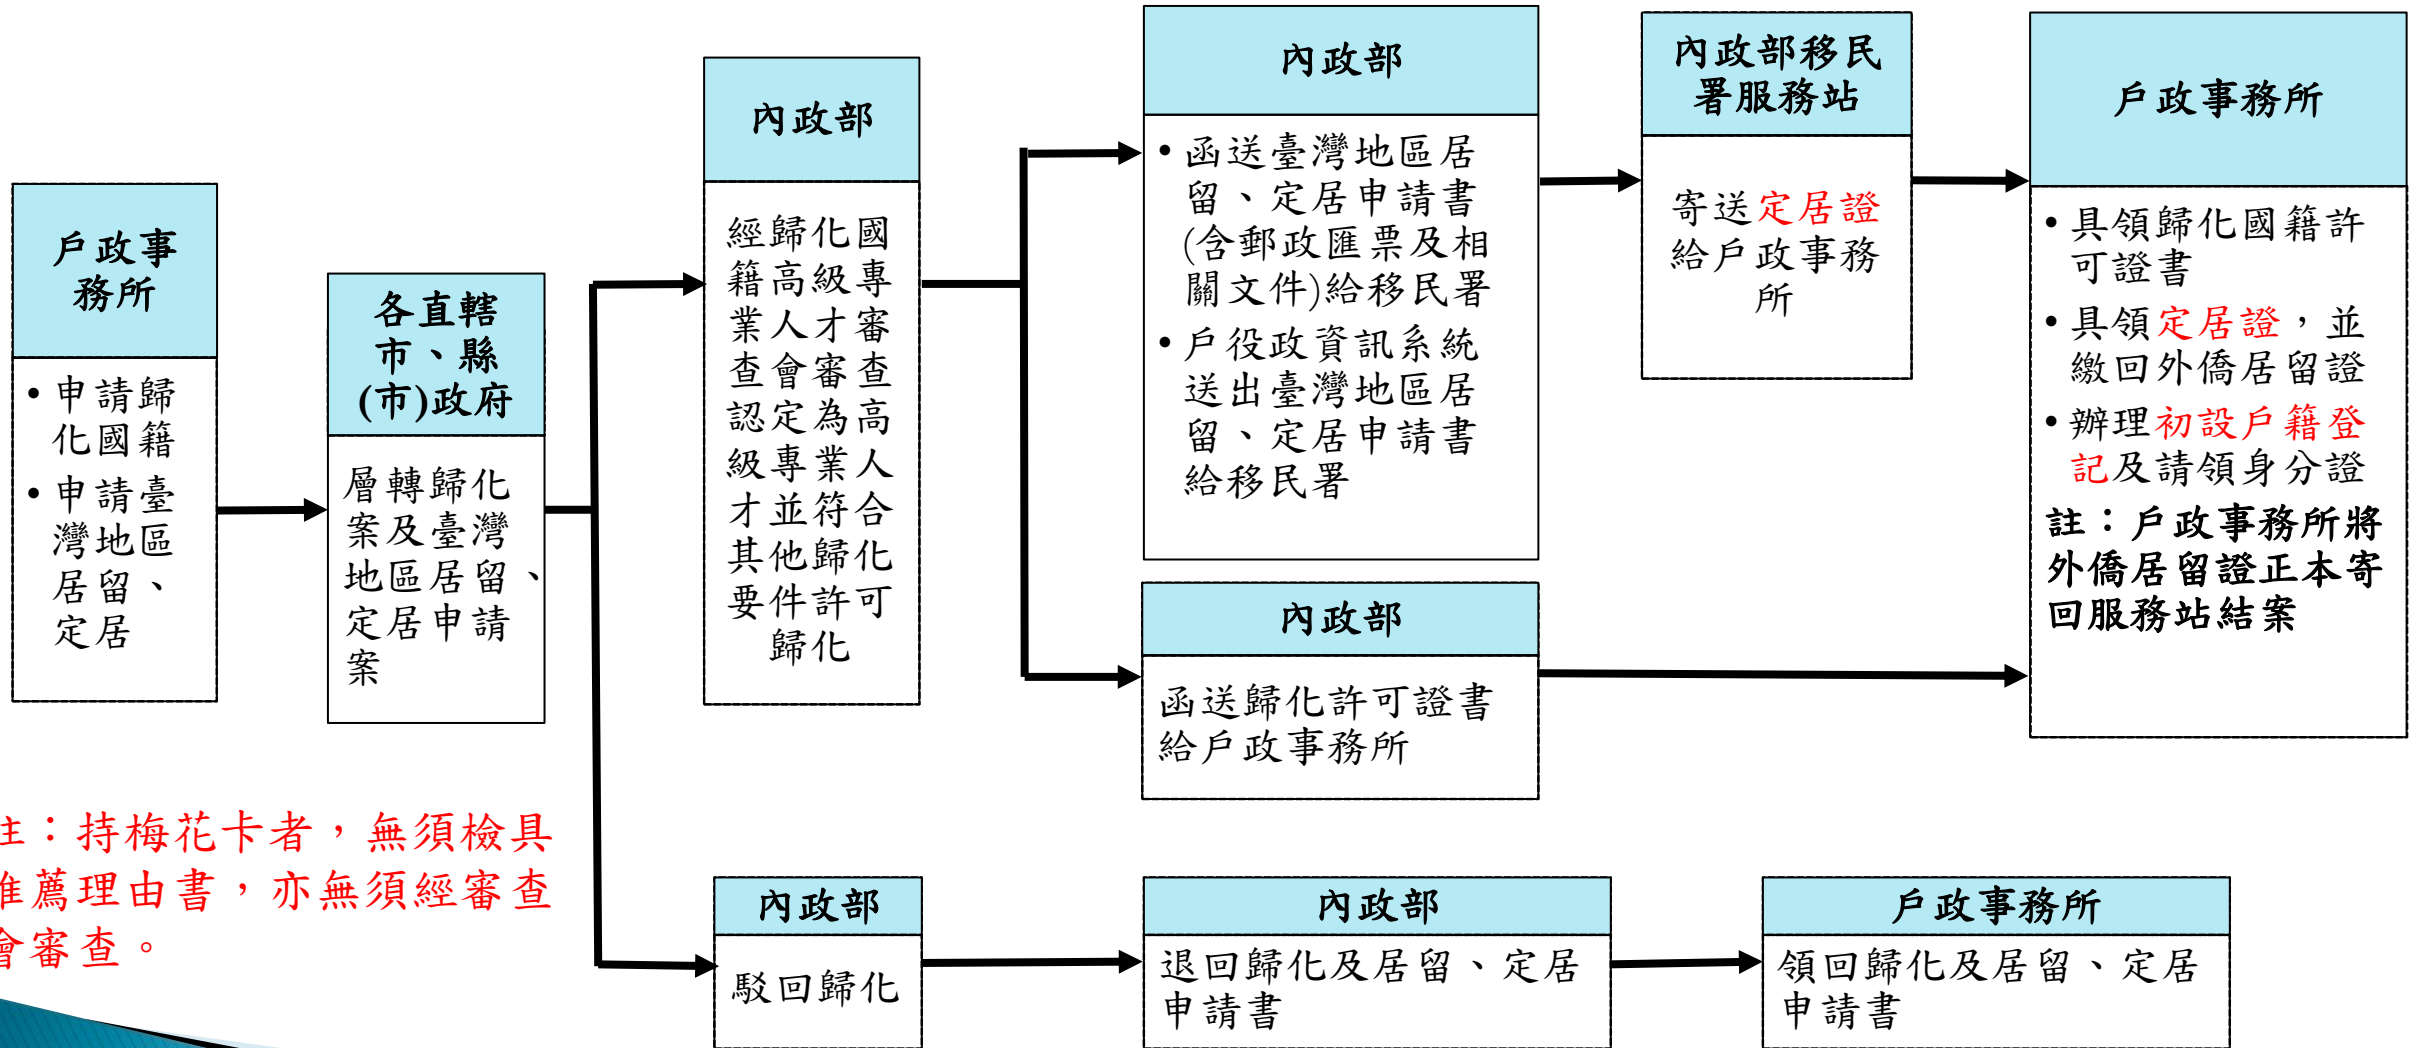 戶政事
務所
• 申請歸
化國籍
• 申請臺
灣地區
居留、
定居
各直轄
市、縣
(市)政府
層轉歸化
案及臺灣
地區居留、
定居申請
案
內政部
經歸化國
籍高級專
業人才審
查會審查
認定為高
級專業人
才並符合
其他歸化
要件許可
歸化
內政部
• 函送臺灣地區居
留、定居申請書
(含郵政匯票及相
關文件)給移民署
• 戶役政資訊系統
送出臺灣地區居
留、定居申請書
給移民署
內政部移民
署服務站
寄送定居證
給戶政事務
所
戶政事務所
• 具領歸化國籍許
可證書
• 具領定居證，並
繳回外僑居留證
• 辦理初設戶籍登
記及請領身分證
註：戶政事務所將
外僑居留證正本寄
回服務站結案
內政部
函送歸化許可證書
給戶政事務所
註：持梅花卡者，無須檢具
推薦理由書，亦無須經審查
會審查。
內政部
駁回歸化
內政部
退回歸化及居留、定居
申請書
戶政事務所
領回歸化及居留、定居
申請書